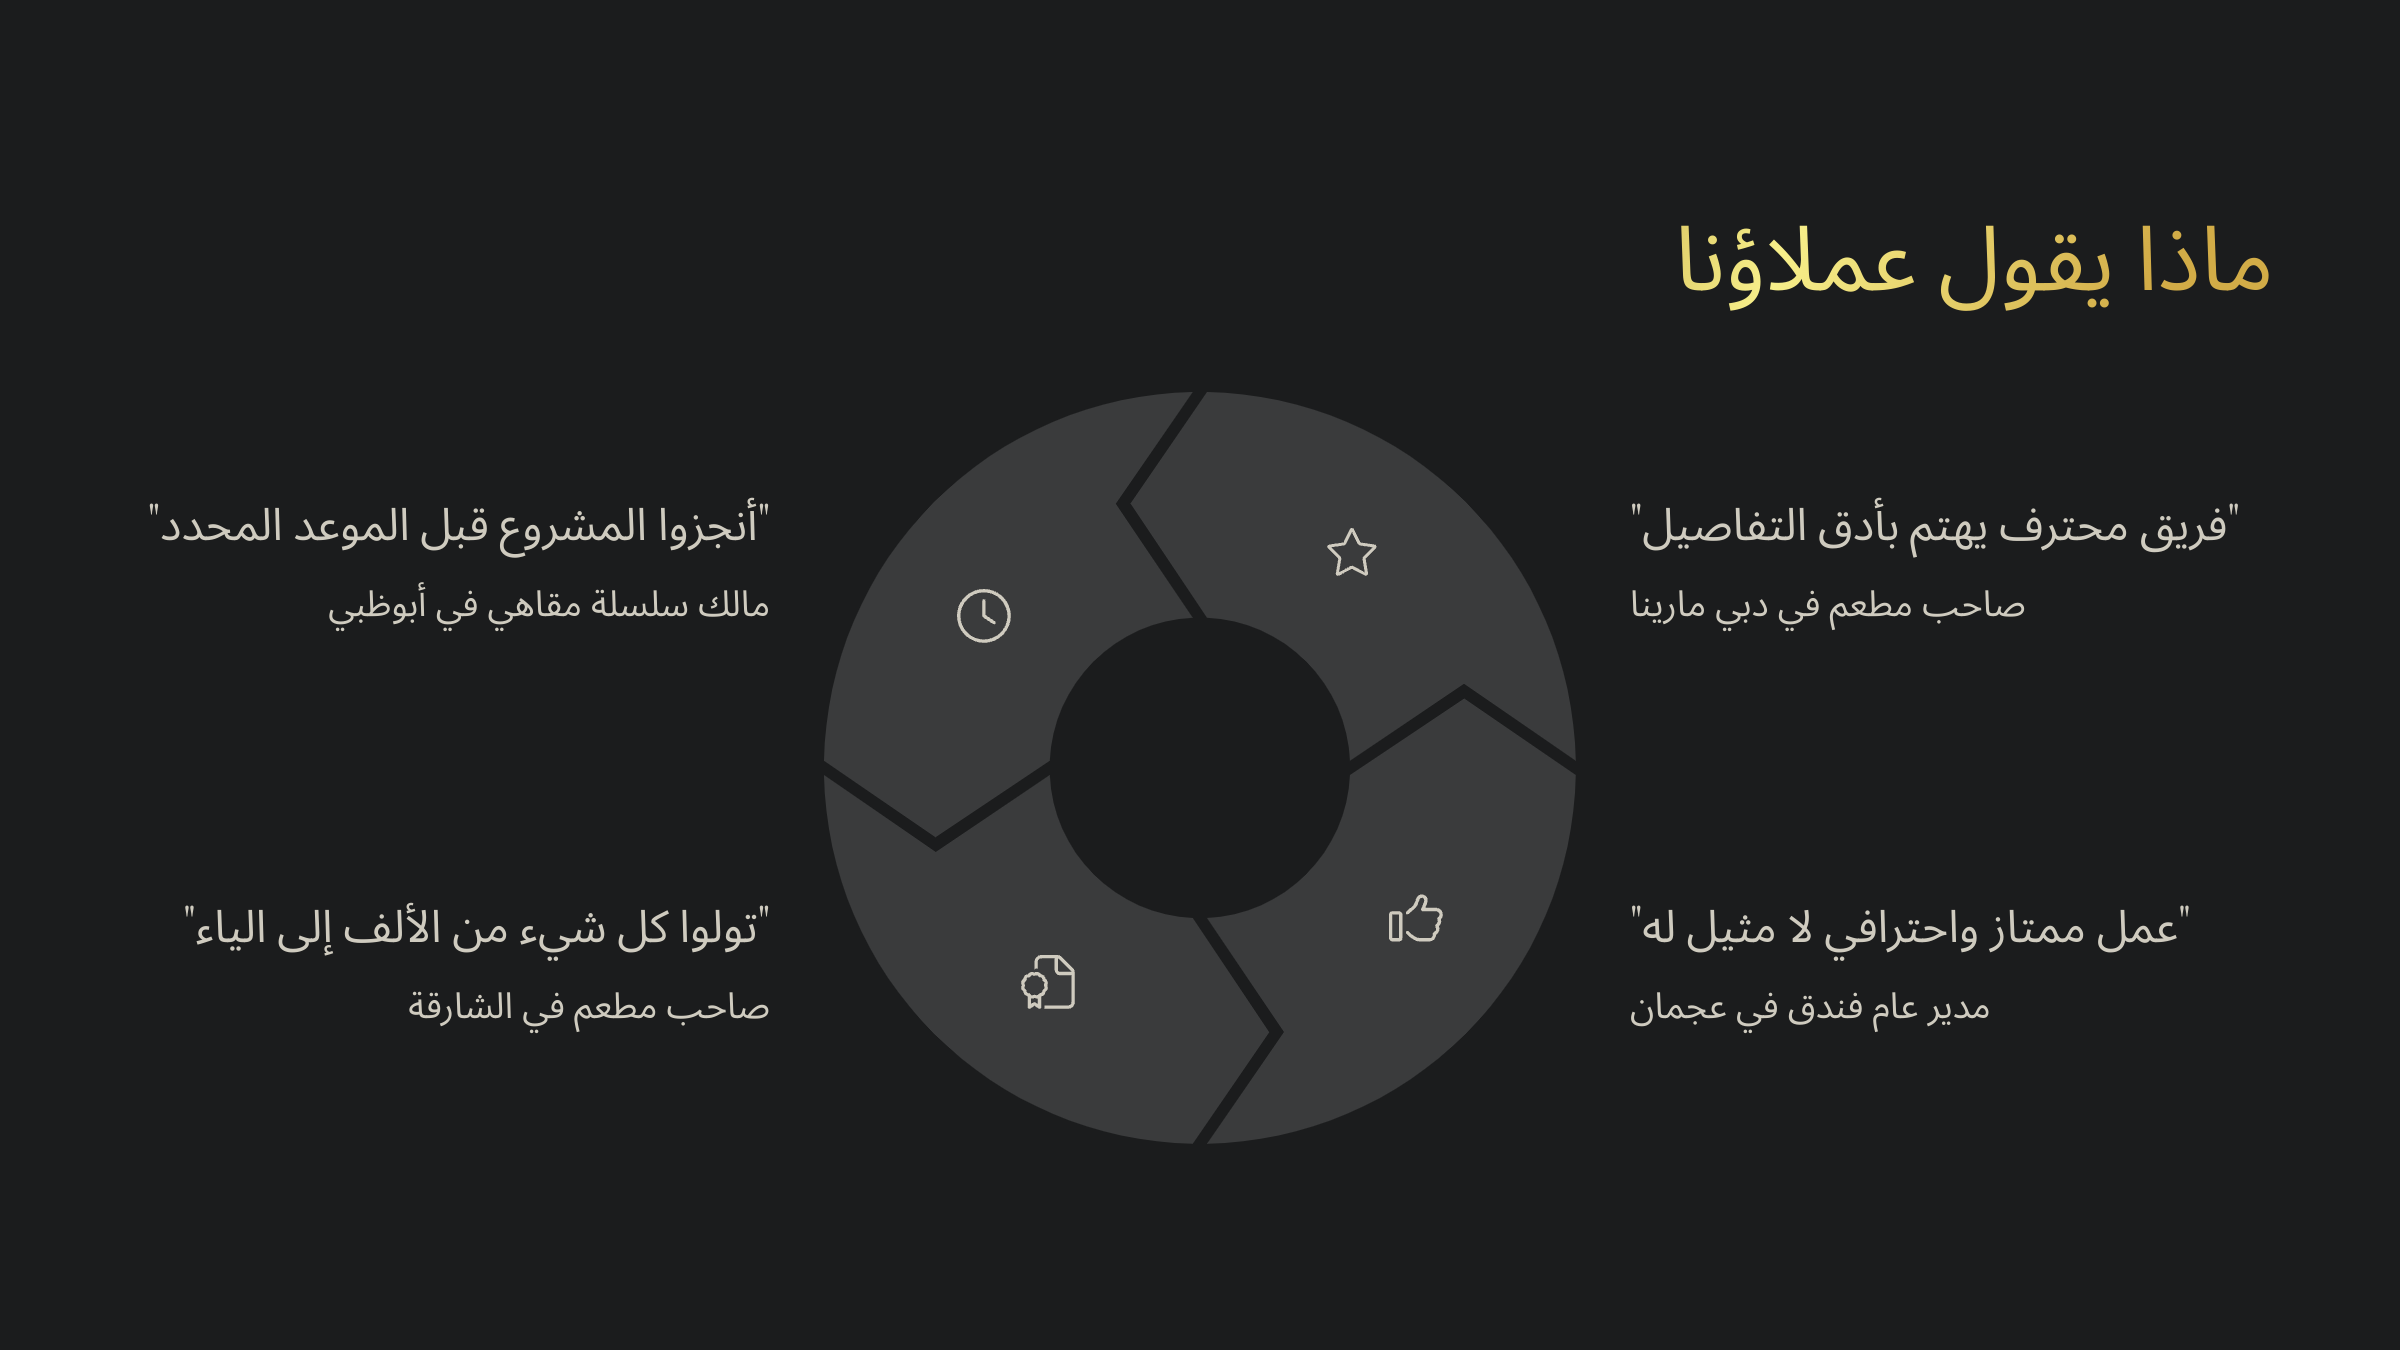 ماذا يقول عملاؤنا
"فريق محترف يهتم بأدق التفاصيل"
صاحب مطعم في دبي مارينا
"أنجزوا المشروع قبل الموعد المحدد"
مالك سلسلة مقاهي في أبوظبي
"عمل ممتاز واحترافي لا مثيل له"
مدير عام فندق في عجمان
"تولوا كل شيء من الألف إلى الياء"
صاحب مطعم في الشارقة